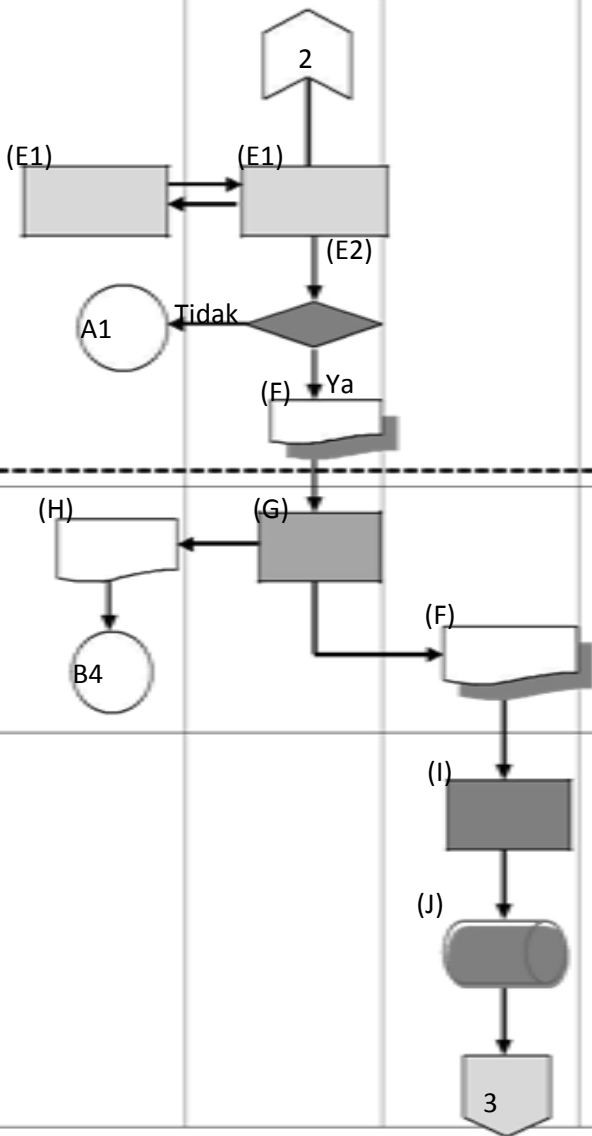 2
(E1)
(E1)
(E2)
Tidak
A1
Ya
(F)
(H)
(G)
(F)
B4
(I)
(J)
3